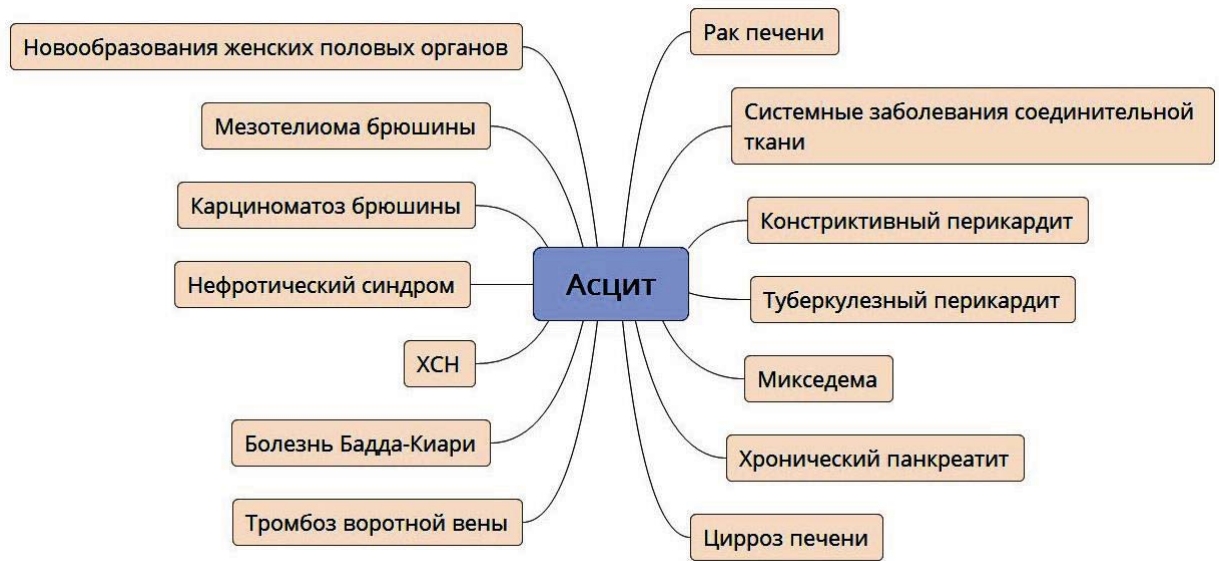 Новообразования женских половых органов
Мезотелиома брюшины
Карциноматоз брюшины
Нефротический синдром
ХСН
Болезнь Бадда-Киари
Тромбоз воротной вены
Асцит
Рак печени
Системные заболевания соединительной
ткани
Констриктивный перикардит
Туберкулезный перикардит
Микседема
Хронический панкреатит
Цирроз печени